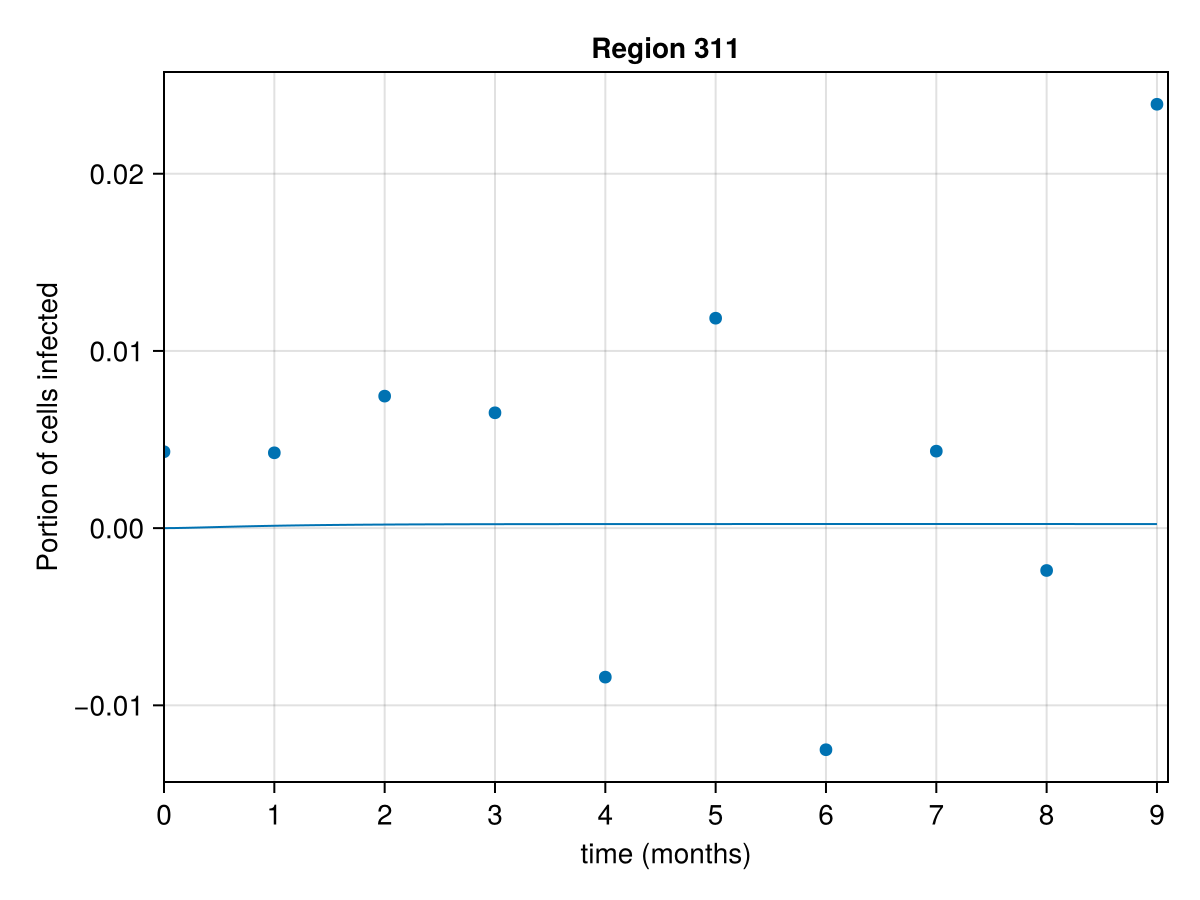 Region 311
Portion of cells infected
0.02
0.01
0.00
−0.01
0 1 2 3 4 5 6 7 8 9
time (months)